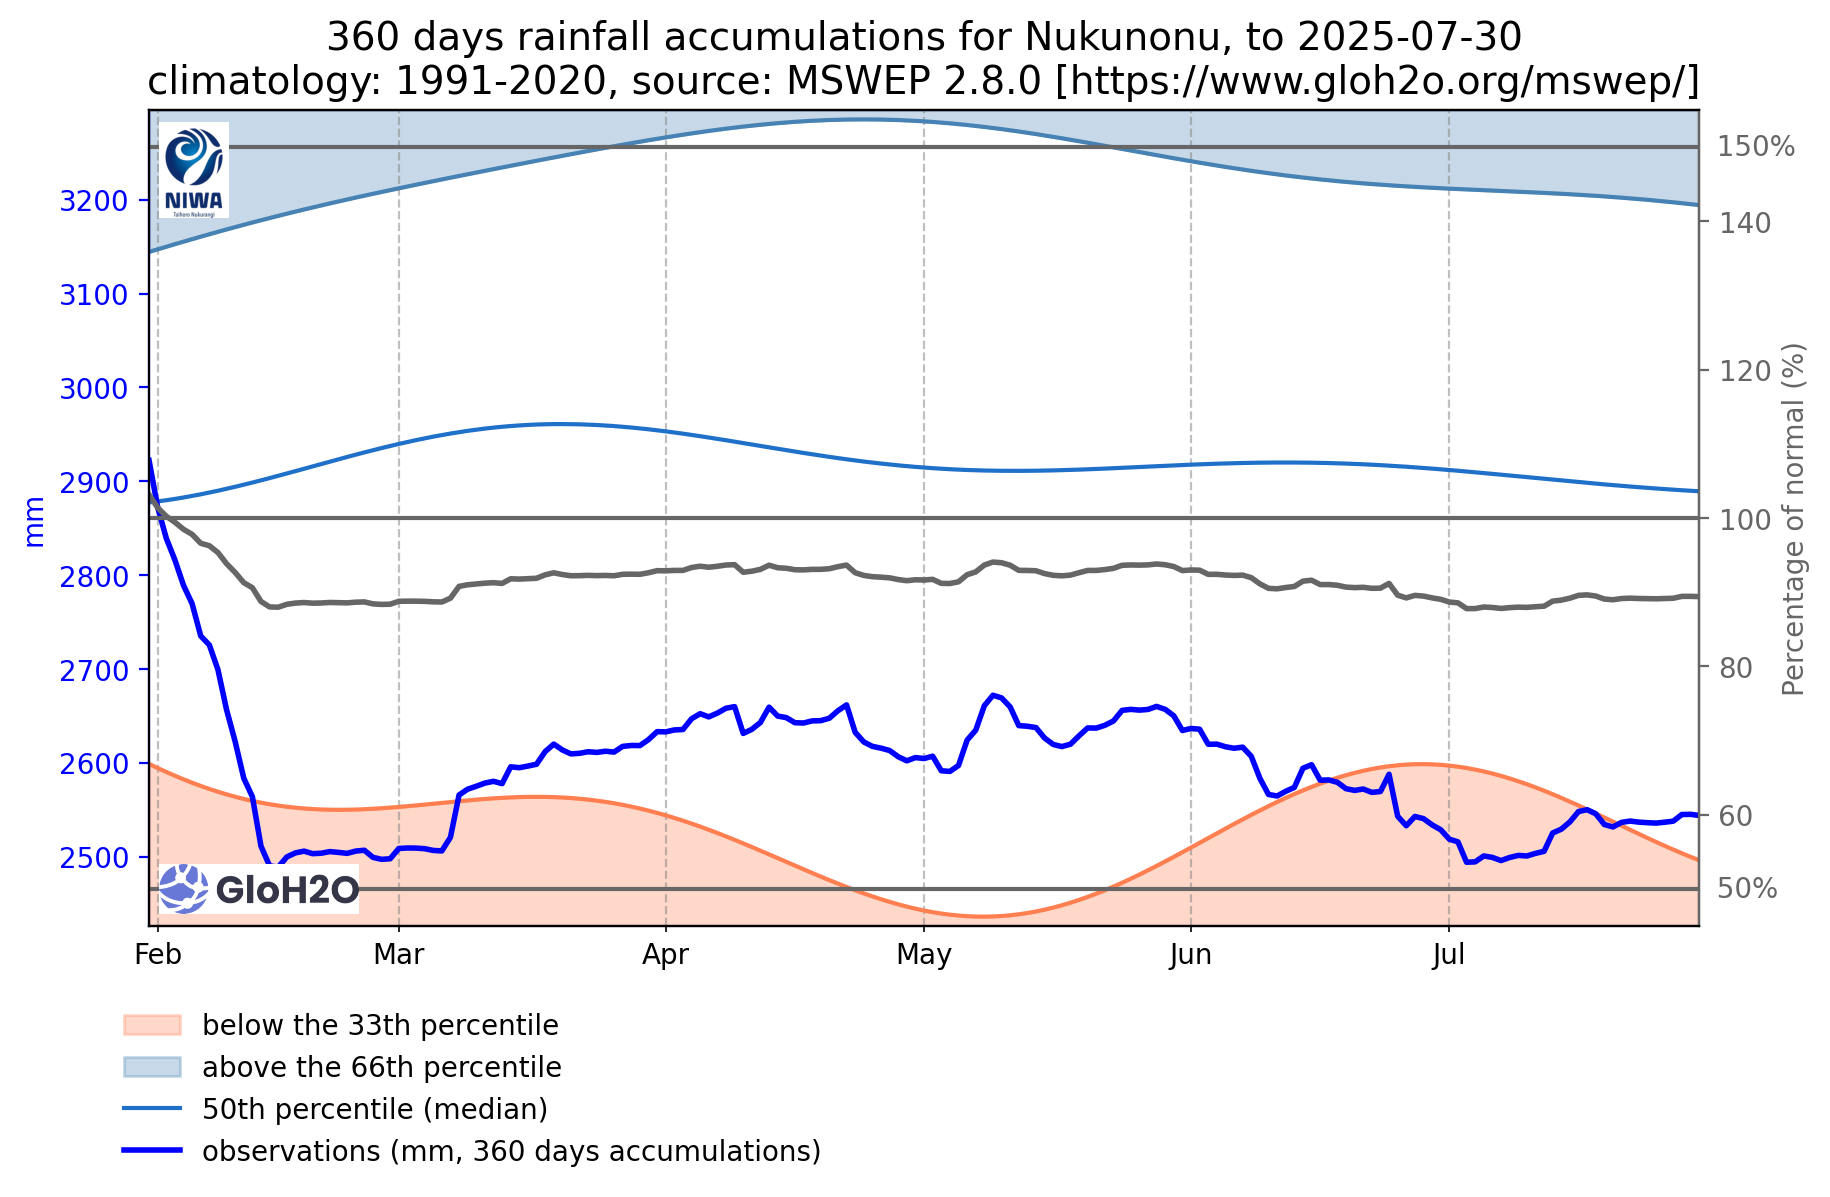 360 days rainfall accumulations for Nukunonu, to 2025-07-30
climatology: 1991-2020, source: MSWEP 2.8.0 [https://www.gloh2o.org/mswep/]
NIWA
Taihoro Nukurangi
3200
3100
3000
2900
2800
2700
2600
2500
mm
150%
140
120
100
80
60
50%
Percentage of normal (%)
GloH2O
Feb Mar Apr May Jun Jul
below the 33th percentile
above the 66th percentile
50th percentile (median)
observations (mm, 360 days accumulations)